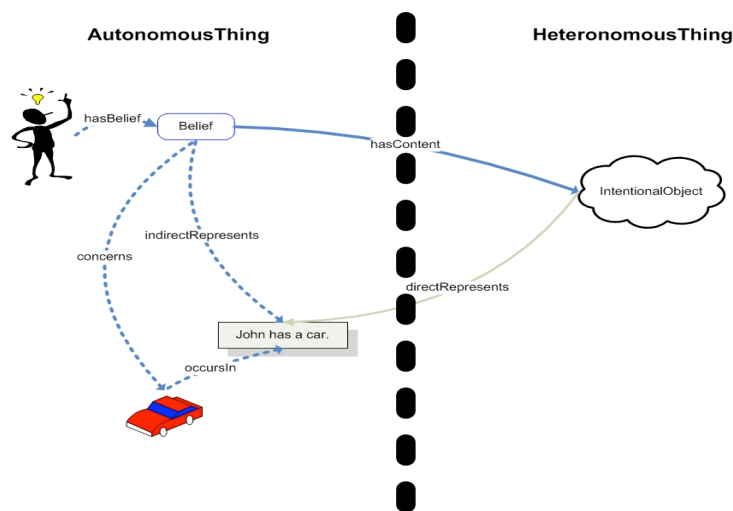 AutonomousThing
HeteronomousThing
hasBelief
Belief
hasContent
IntentionalObject
indirectRepresents
concerns
directRepresents
John has a car.
occursIn